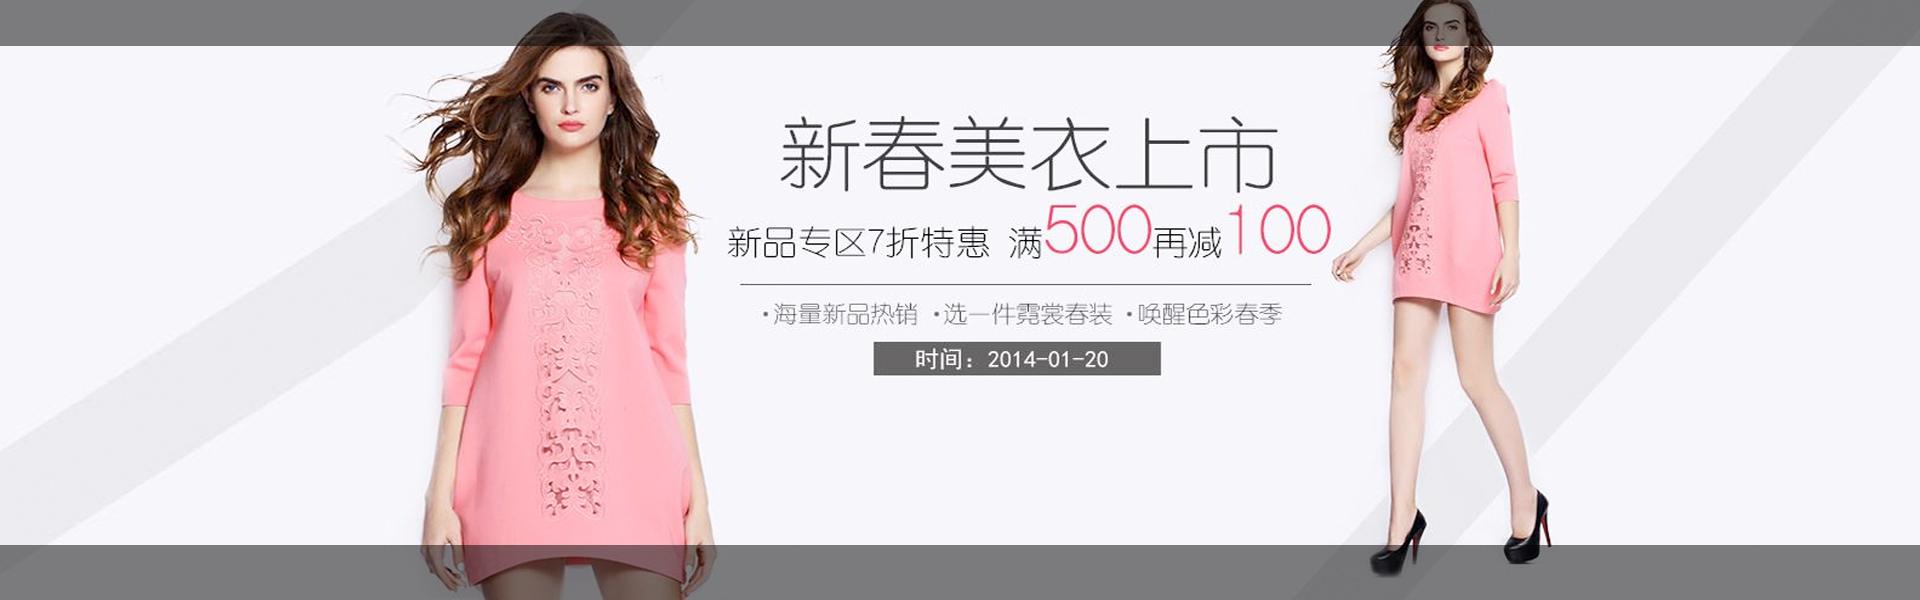 新春美衣上市
新品专区7折特惠 满500再减100
·海量新品热销 ·选一件霓裳春装 ·唤醒色彩春季
时间：2014-01-20